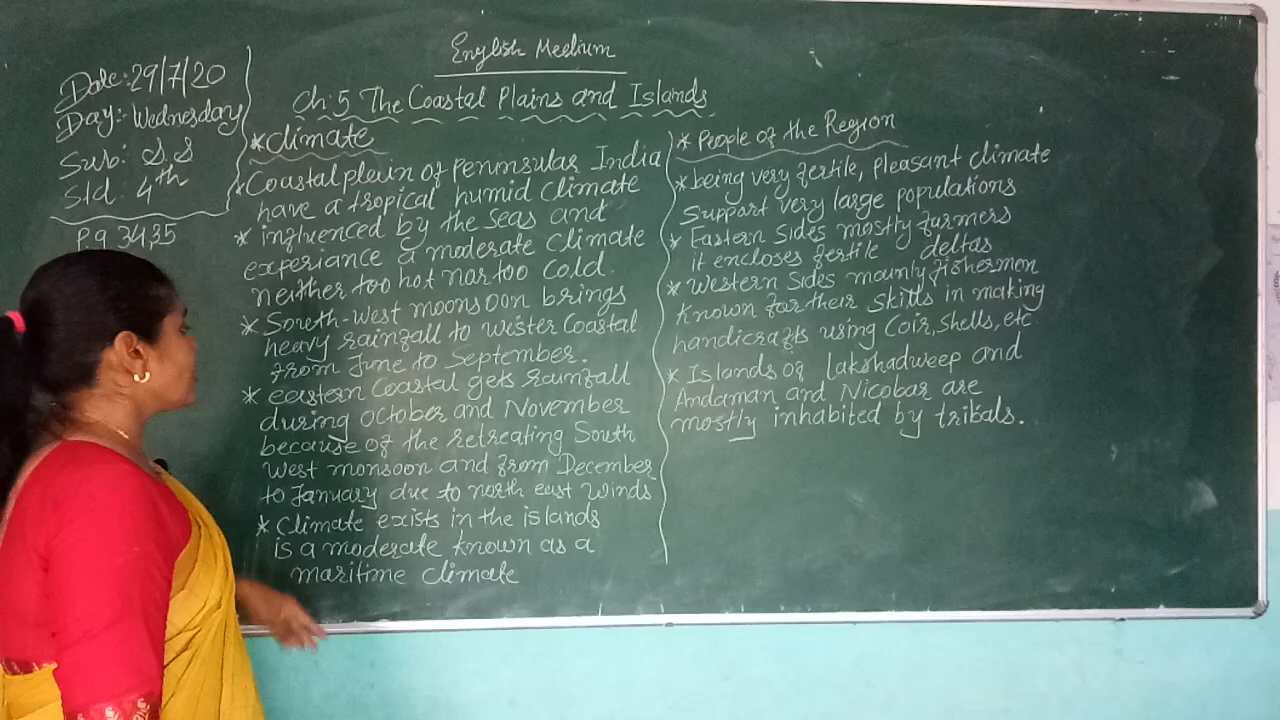 English Medium
Date: 29/7/20
Day: Wednesday
Sub: S.S
Std. 4th
Pg 34,35
Ch: 5 The Coastal Plains and Islands
* Climate
* Coastal plain of peninsular India
have a tropical humid climate
* influenced by the seas and
experiance a moderate climate
neither too hot nor too cold.
* South-west moonsoon brings
heavy rainfall to wester Coastal
from June to September.
* eastern Coastal gets rainfall
during october and November
because of the retreating South
West monsoon and from December
to January due to north east winds
* Climate exists in the islands
is a moderate known as a
maritime climate
* People of the Region
* being very fertile, pleasant climate
support very large populations
* Eastern sides mostly farmers
it encloses fertile deltas
* Western sides mainly fishermen
known for their skills in making
handicrafts using Coir, shells, etc
* Islands of lakshadweep and
Andaman and Nicobar are
mostly inhabited by tribals.